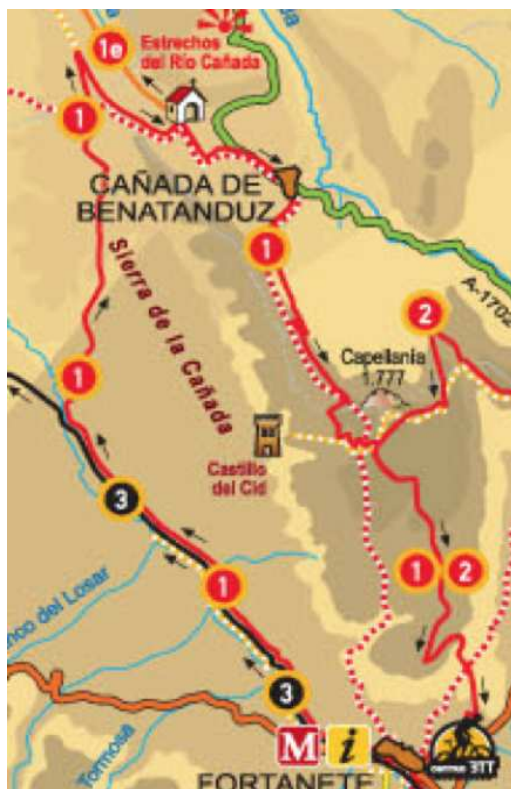 1e
Estrechos
del Río Cañada
1
CAÑADA DE
BENATANDUZ
1
Sierra de la Cañada
2
A-1702
Capellanía
1.777
1
Castillo
del Cid
3
1
1
2
3
Tormosa
M
i
FORTANETE